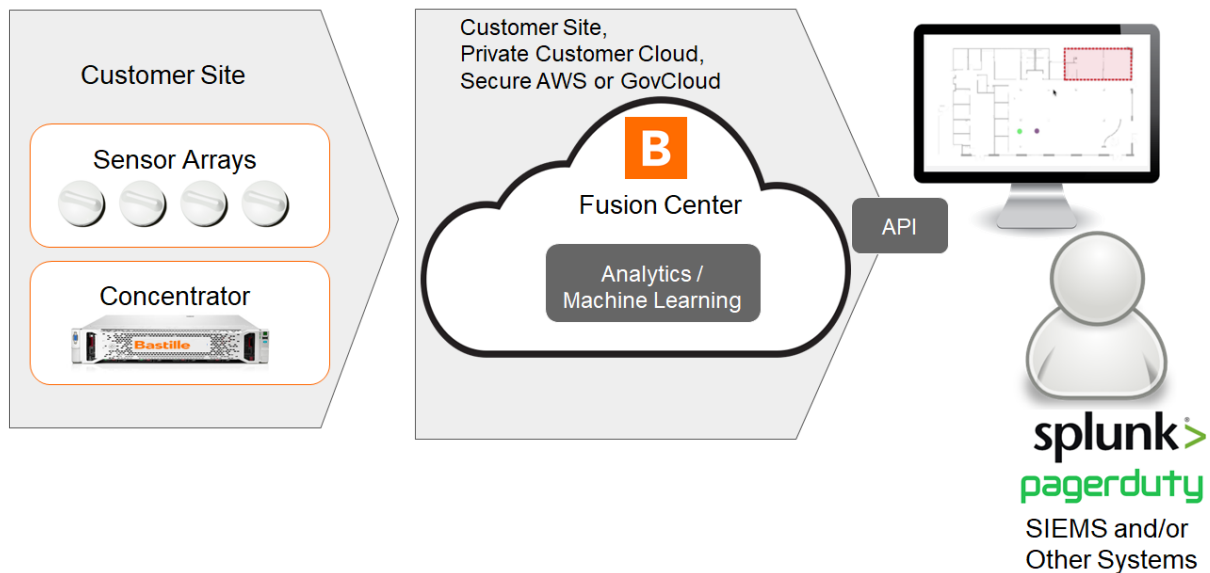 Customer Site
Sensor Arrays
Concentrator
Bastille
Customer Site,
Private Customer Cloud,
Secure AWS or GovCloud
B
Fusion Center
Analytics /
Machine Learning
API
splunk>
pagerduty
SIEMS and/or
Other Systems